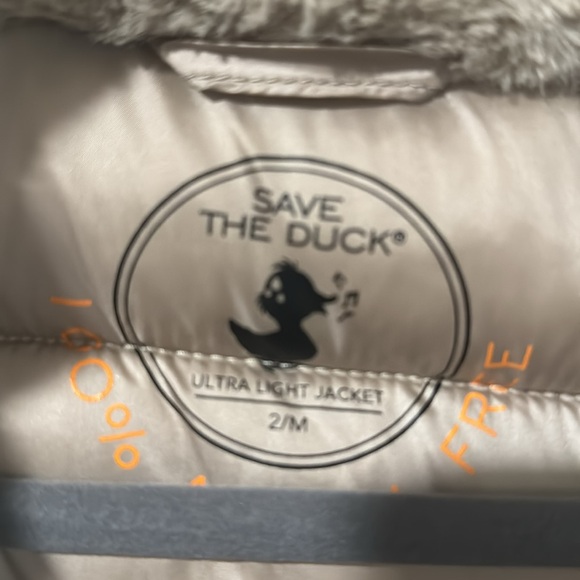 SAVE
THE DUCK®
ULTRA LIGHT JACKET
2/M
100% FREE